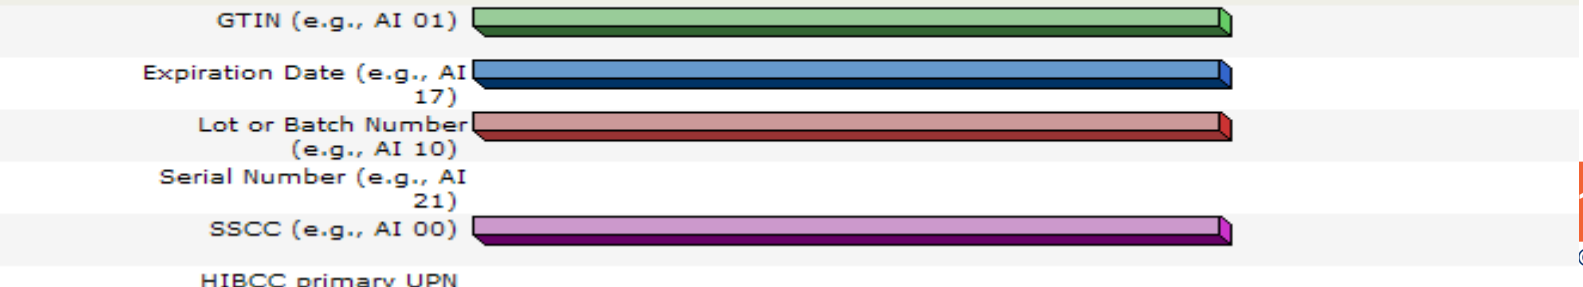 GTIN (e.g., AI 01)
Expiration Date (e.g., AI
17)
Lot or Batch Number
(e.g., AI 10)
Serial Number (e.g., AI
21)
SSCC (e.g., AI 00)
HIBCC primary UPN